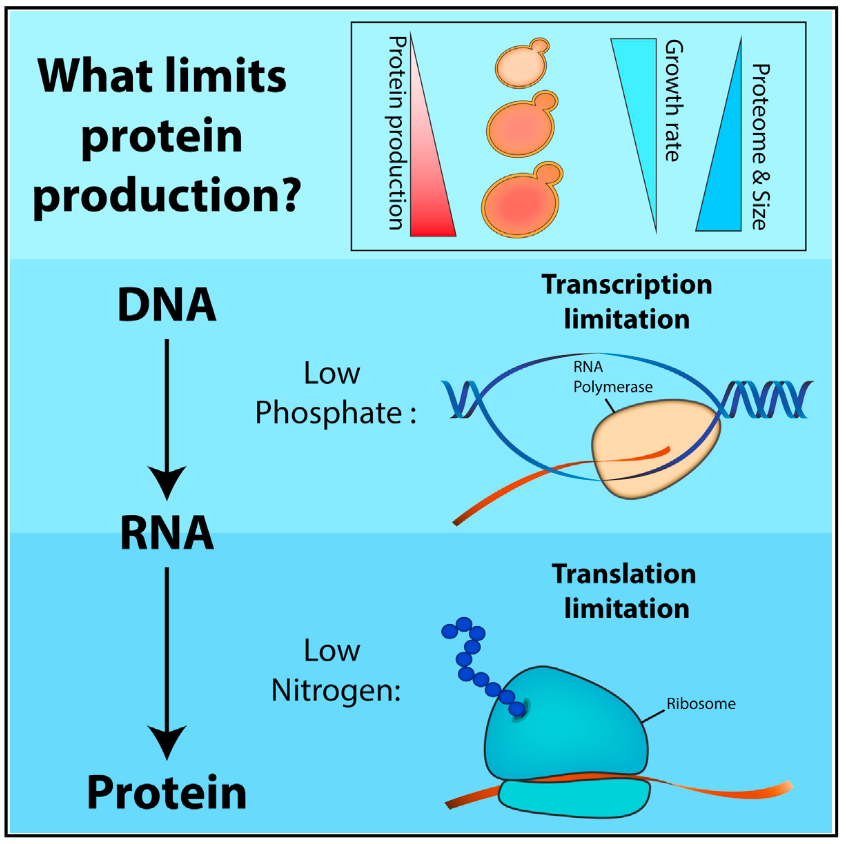 What limits
protein
production?
Protein production
Growth rate
Proteome & Size
DNA
Transcription
limitation
Low
Phosphate :
RNA
Polymerase
RNA
Translation
limitation
Low
Nitrogen:
Ribosome
Protein